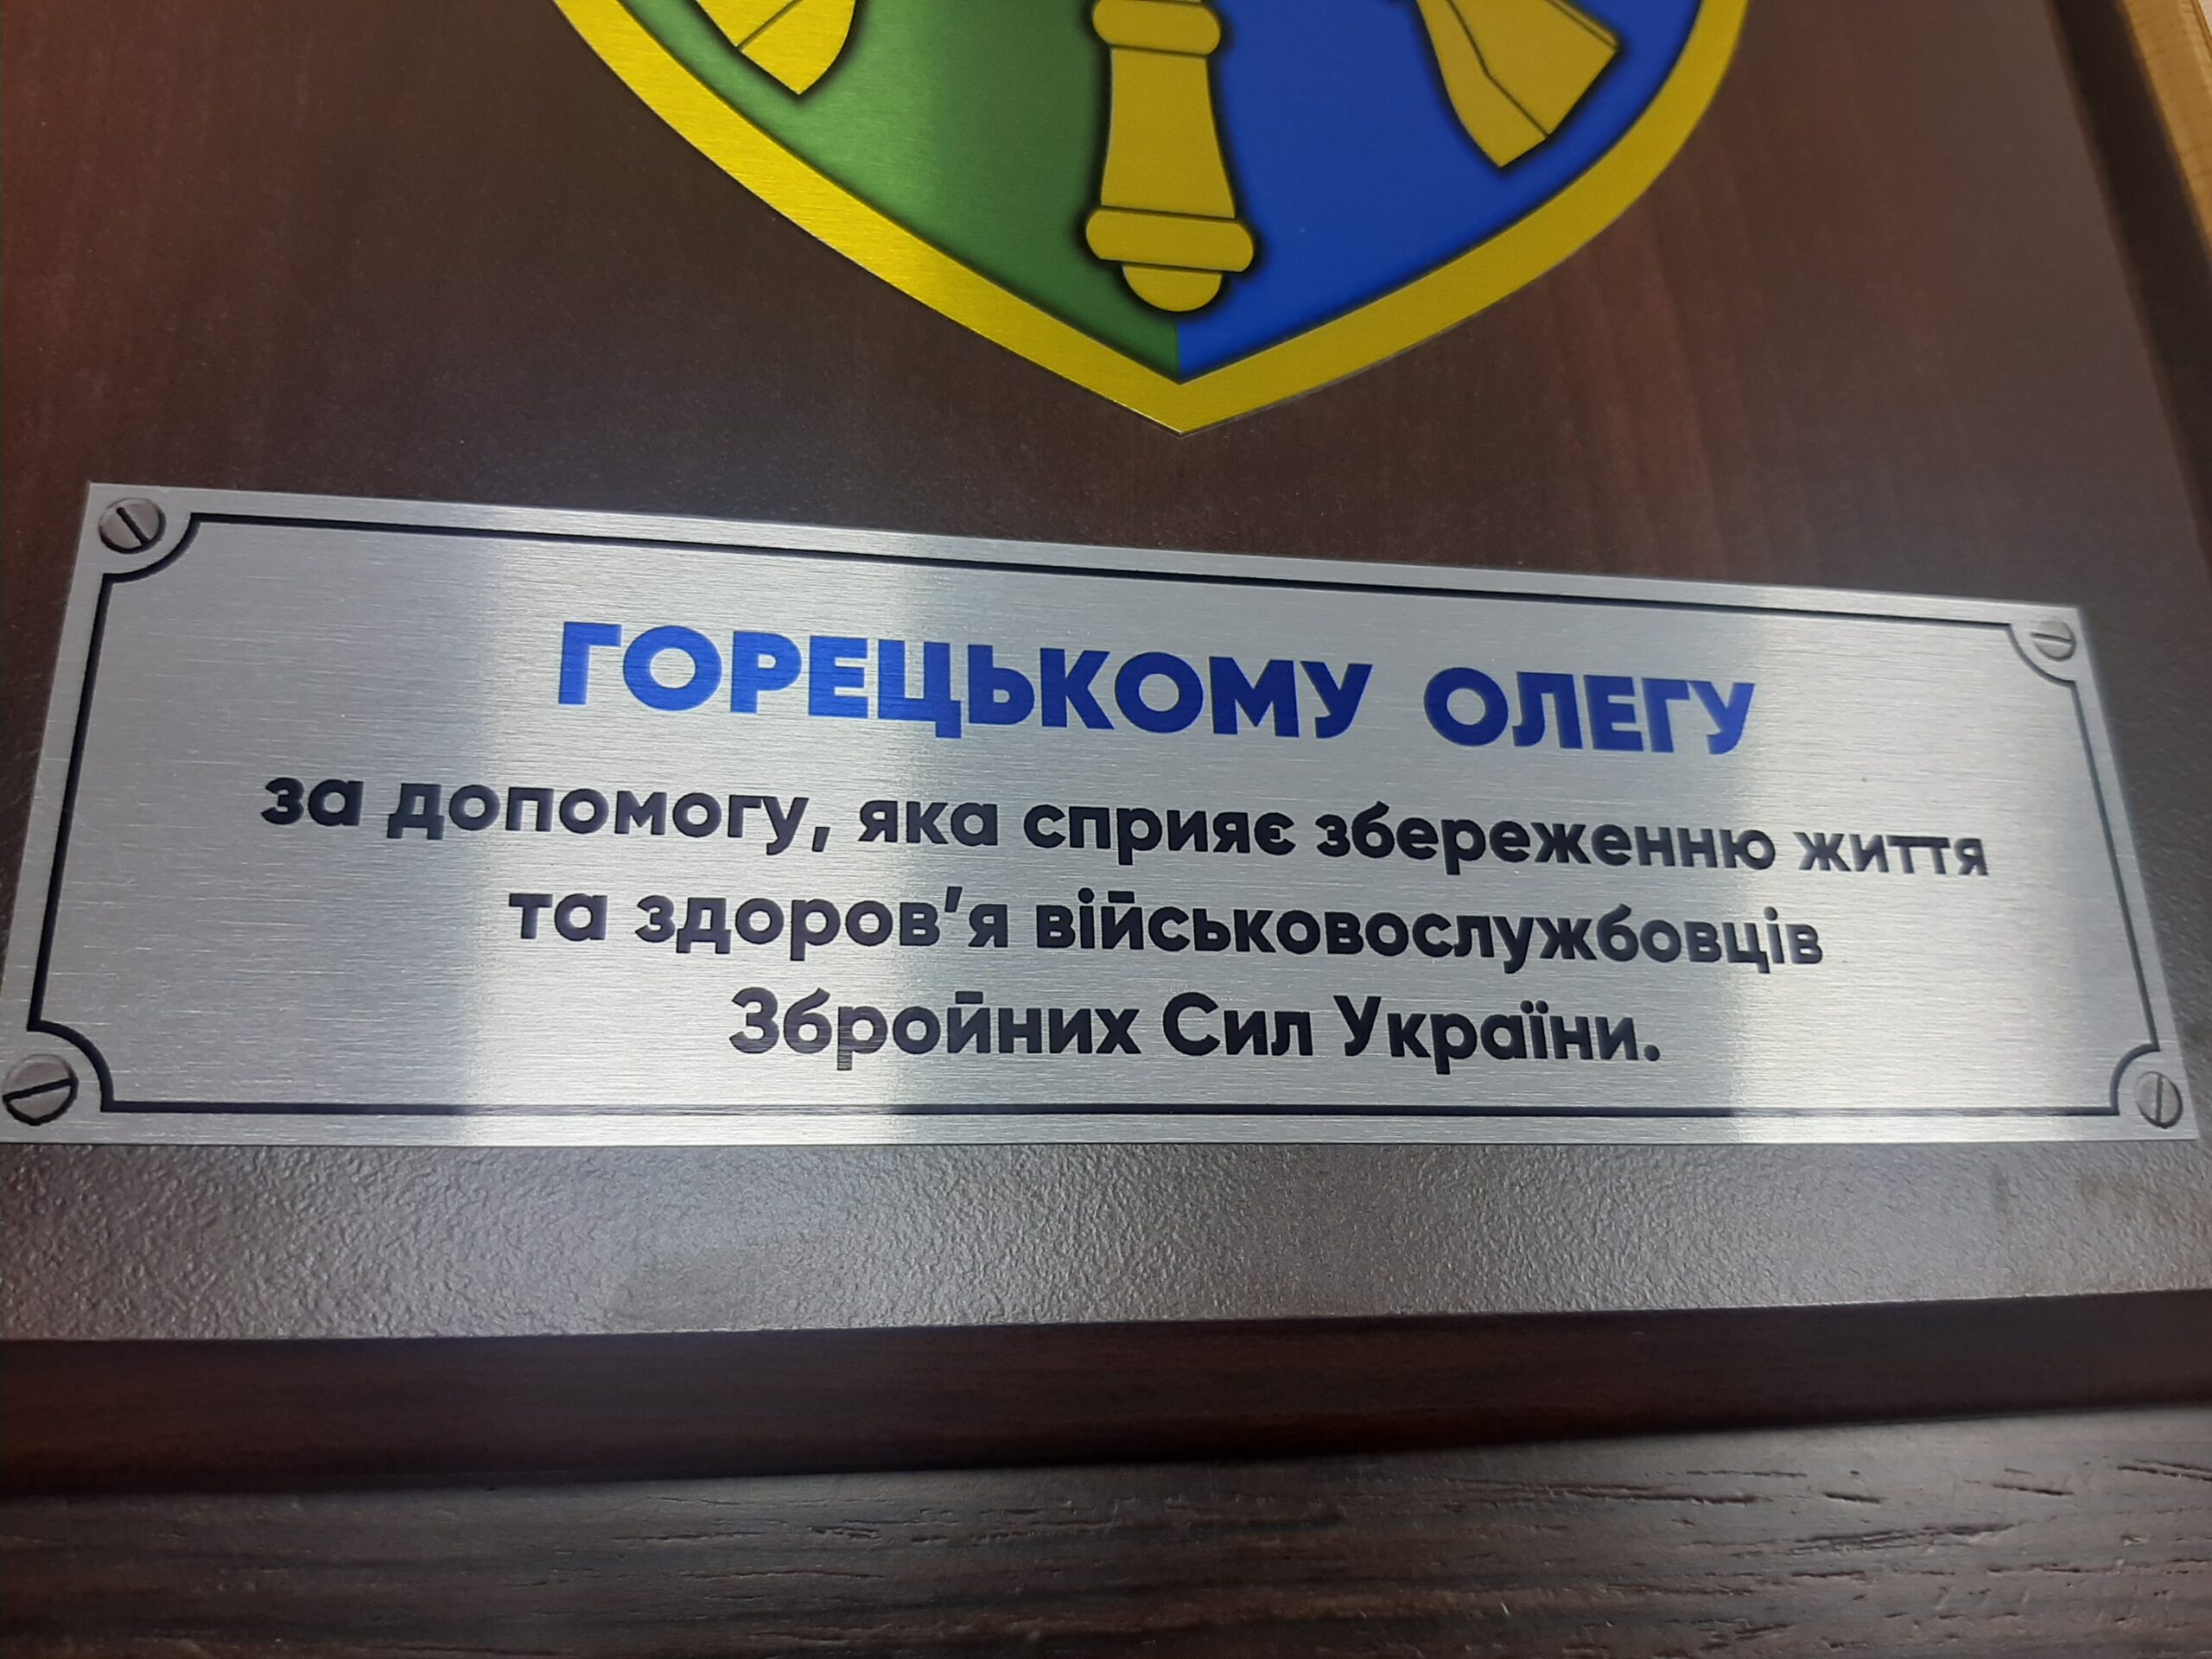 ГОРЕЦЬКОМУ ОЛЕГУ
за допомогу, яка сприяє збереженню життя
та здоров'я військовослужбовців
Збройних Сил України.